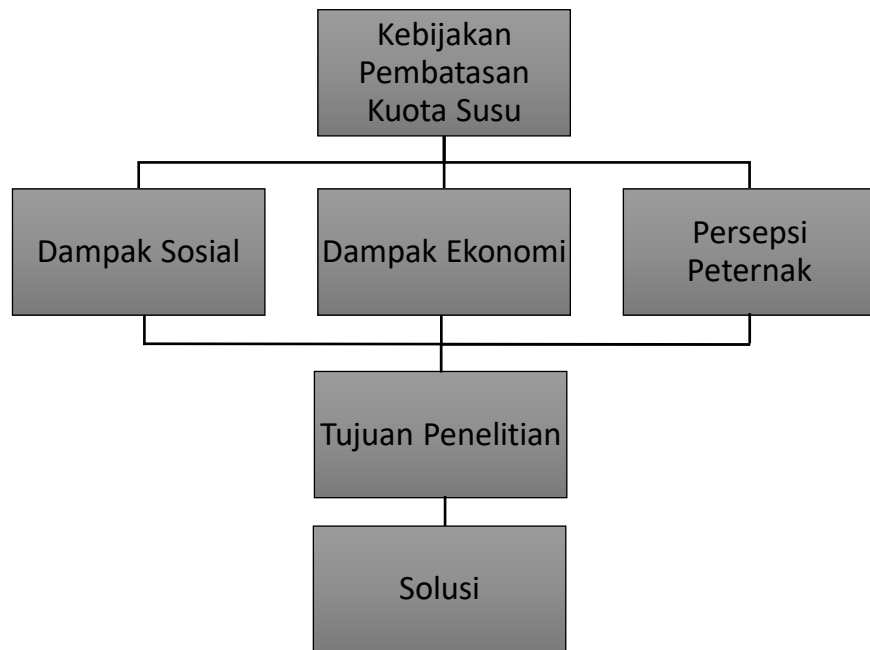 Kebijakan
Pembatasan
Kuota Susu
Dampak Sosial
Dampak Ekonomi
Persepsi
Peternak
Tujuan Penelitian
Solusi